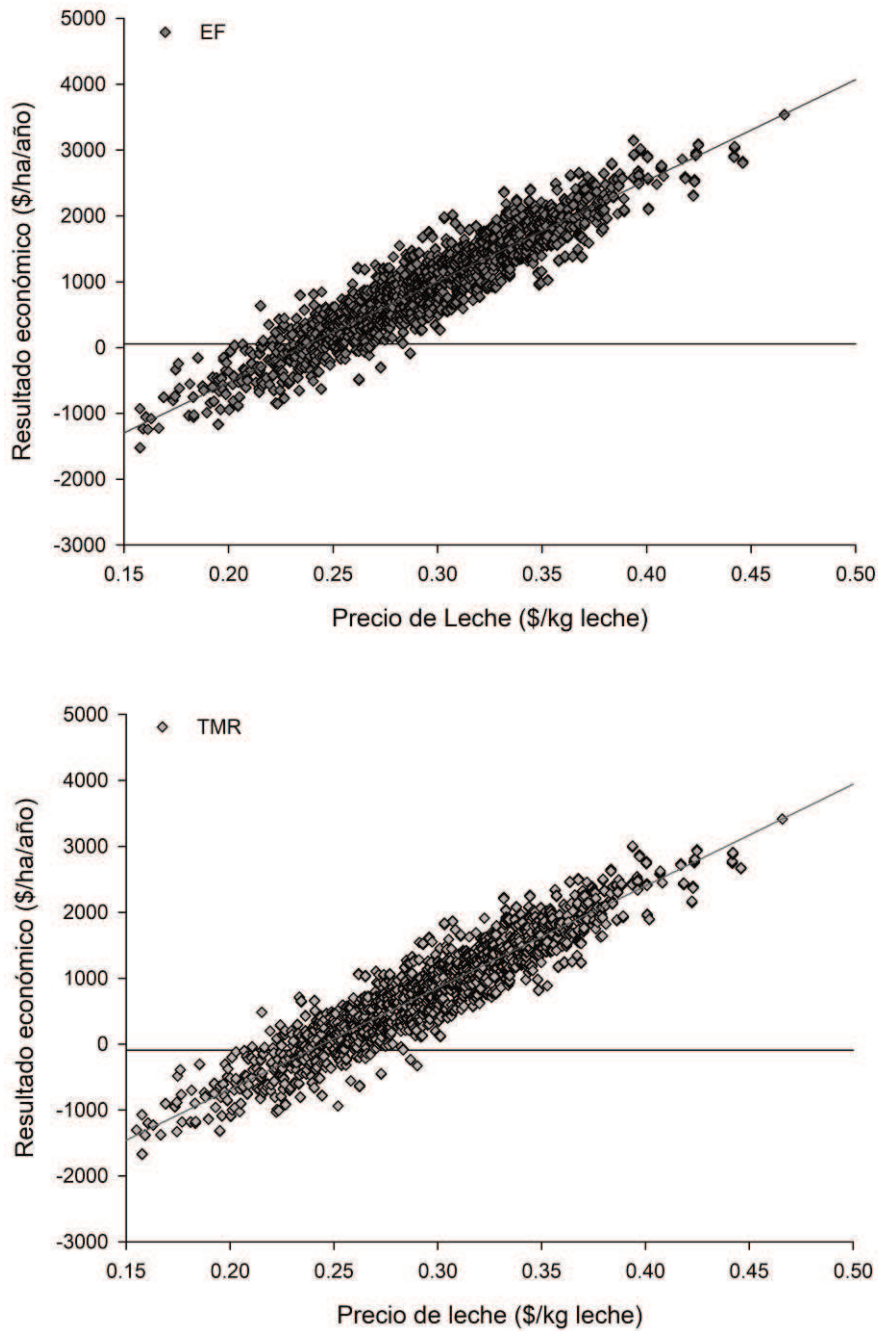 EF
5000
4000
3000
2000
1000
0
-1000
-2000
-3000
Resultado económico ($/ha/año)
0.15 0.20 0.25 0.30 0.35 0.40 0.45 0.50
Precio de Leche ($/kg leche)
TMR
5000
4000
3000
2000
1000
0
-1000
-2000
-3000
Resultado económico ($/ha/año)
0.15 0.20 0.25 0.30 0.35 0.40 0.45 0.50
Precio de leche ($/kg leche)